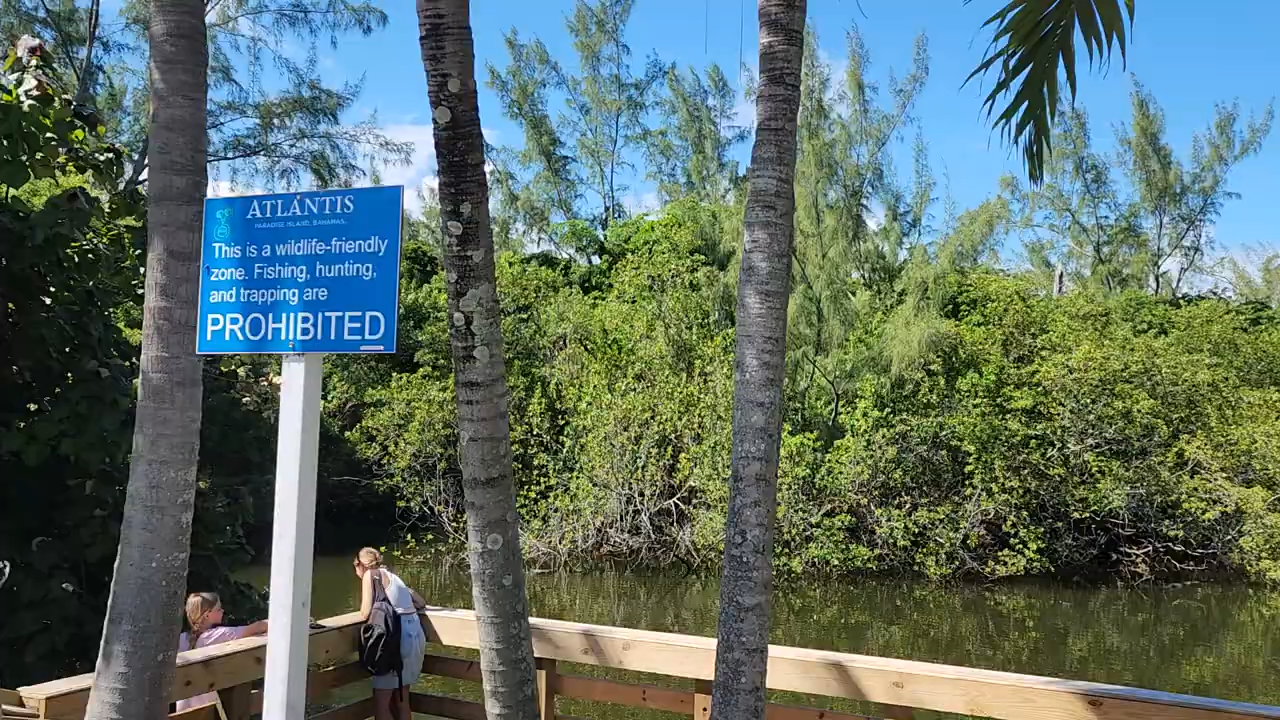 ATLANTIS
PARADISE ISLAND, BAHAMAS
This is a wildlife-friendly
zone. Fishing, hunting,
and trapping are
PROHIBITED